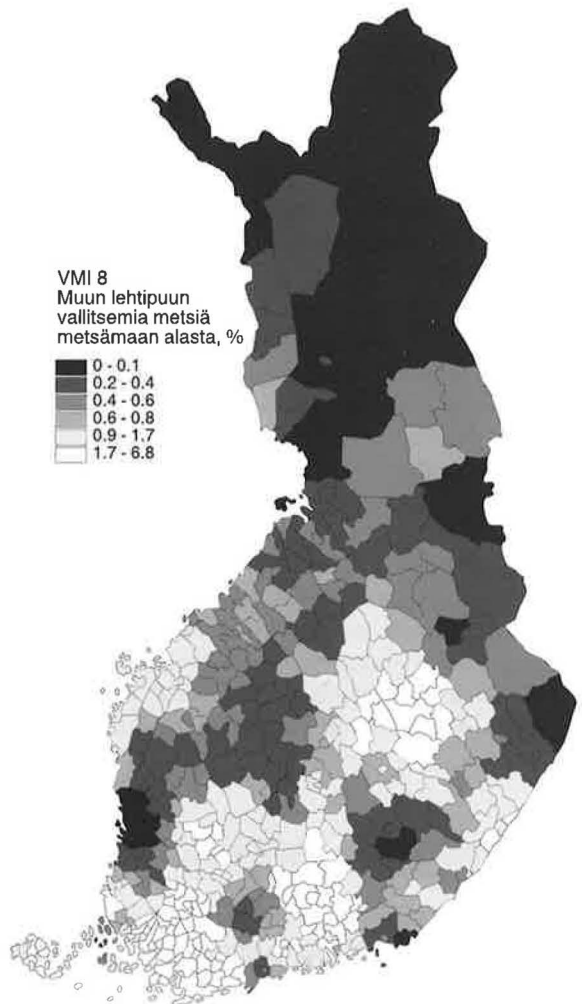 VMI 8
Muun lehtipuun
vallitsemia metsiä
metsämaan alasta, %
0 - 0.1
0.2 - 0.4
0.4 - 0.6
0.6 - 0.8
0.9 - 1.7
1.7 - 6.8